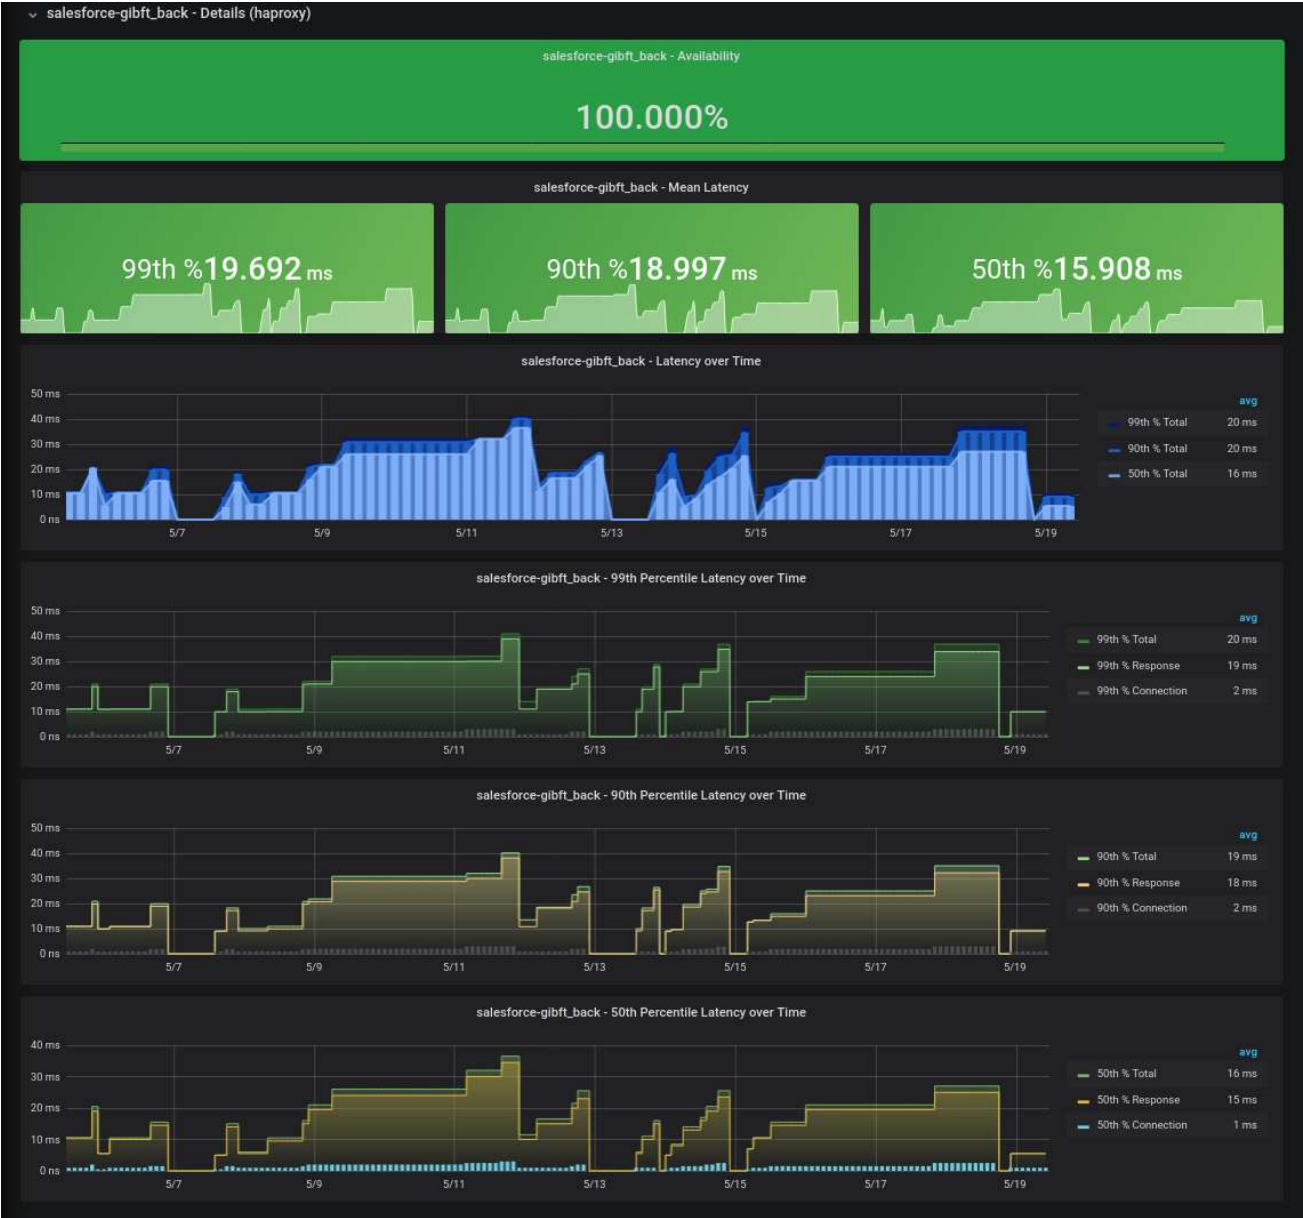 salesforce-gibft_back - Details (haproxy)
salesforce-gibft_back - Availability
100.000%
salesforce-gibft_back - Mean Latency
99th %19.692 ms
90th %18.997 ms
50th %15.908 ms
salesforce-gibft_back - Latency over Time
50 ms
40 ms
30 ms
20 ms
10 ms
0 ns
5/7 5/9 5/11 5/13 5/15 5/17 5/19
avg
99th % Total 20 ms
90th % Total 20 ms
50th % Total 16 ms
salesforce-gibft_back - 99th Percentile Latency over Time
50 ms
40 ms
30 ms
20 ms
10 ms
0 ns
5/7 5/9 5/11 5/13 5/15 5/17 5/19
avg
99th % Total 20 ms
99th % Response 19 ms
99th % Connection 2 ms
salesforce-gibft_back - 90th Percentile Latency over Time
50 ms
40 ms
30 ms
20 ms
10 ms
0 ns
5/7 5/9 5/11 5/13 5/15 5/17 5/19
avg
90th % Total 19 ms
90th % Response 18 ms
90th % Connection 2 ms
salesforce-gibft_back - 50th Percentile Latency over Time
40 ms
30 ms
20 ms
10 ms
0 ns
5/7 5/9 5/11 5/13 5/15 5/17 5/19
avg
50th % Total 16 ms
50th % Response 15 ms
50th % Connection 1 ms